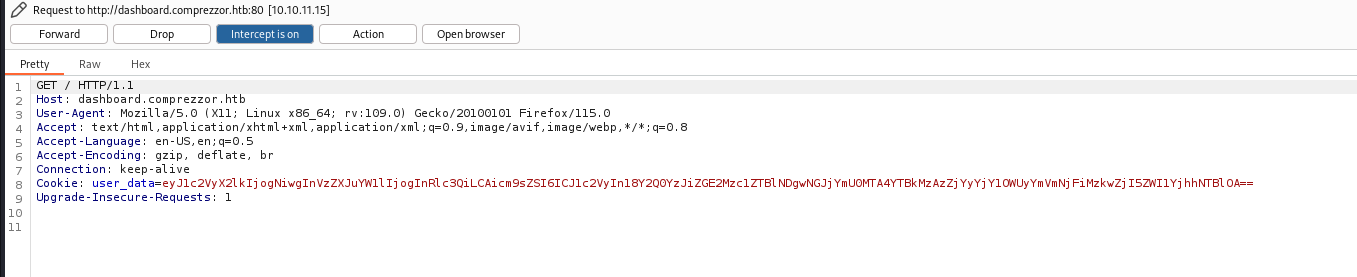 Request to http://dashboard.comprezzor.htb:80 [10.10.11.15]
Forward Drop Intercept is on Action Open browser
Pretty Raw Hex
1 GET / HTTP/1.1
2 Host: dashboard.comprezzor.htb
3 User-Agent: Mozilla/5.0 (X11; Linux x86_64; rv:109.0) Gecko/20100101 Firefox/115.0
4 Accept: text/html,application/xhtml+xml,application/xml;q=0.9,image/avif,image/webp,*/*;q=0.8
5 Accept-Language: en-US,en;q=0.5
6 Accept-Encoding: gzip, deflate, br
7 Connection: keep-alive
8 Cookie: user_data=eyJ1c2VyX2lkIjogNiwgInVzZXJuYW1lIjogInRlc3QiLCAicm9sZSI6ICJ1c2VyIn18Y2Q0YzJiZGE2Mzc1ZTBlNDgwNGJjYmU0MTA4YTBkMzAzZjYyYjY1OWUyYmVmNjFiMzkwZjI5ZWI1YjhhNTBlOA==
9 Upgrade-Insecure-Requests: 1
10
11